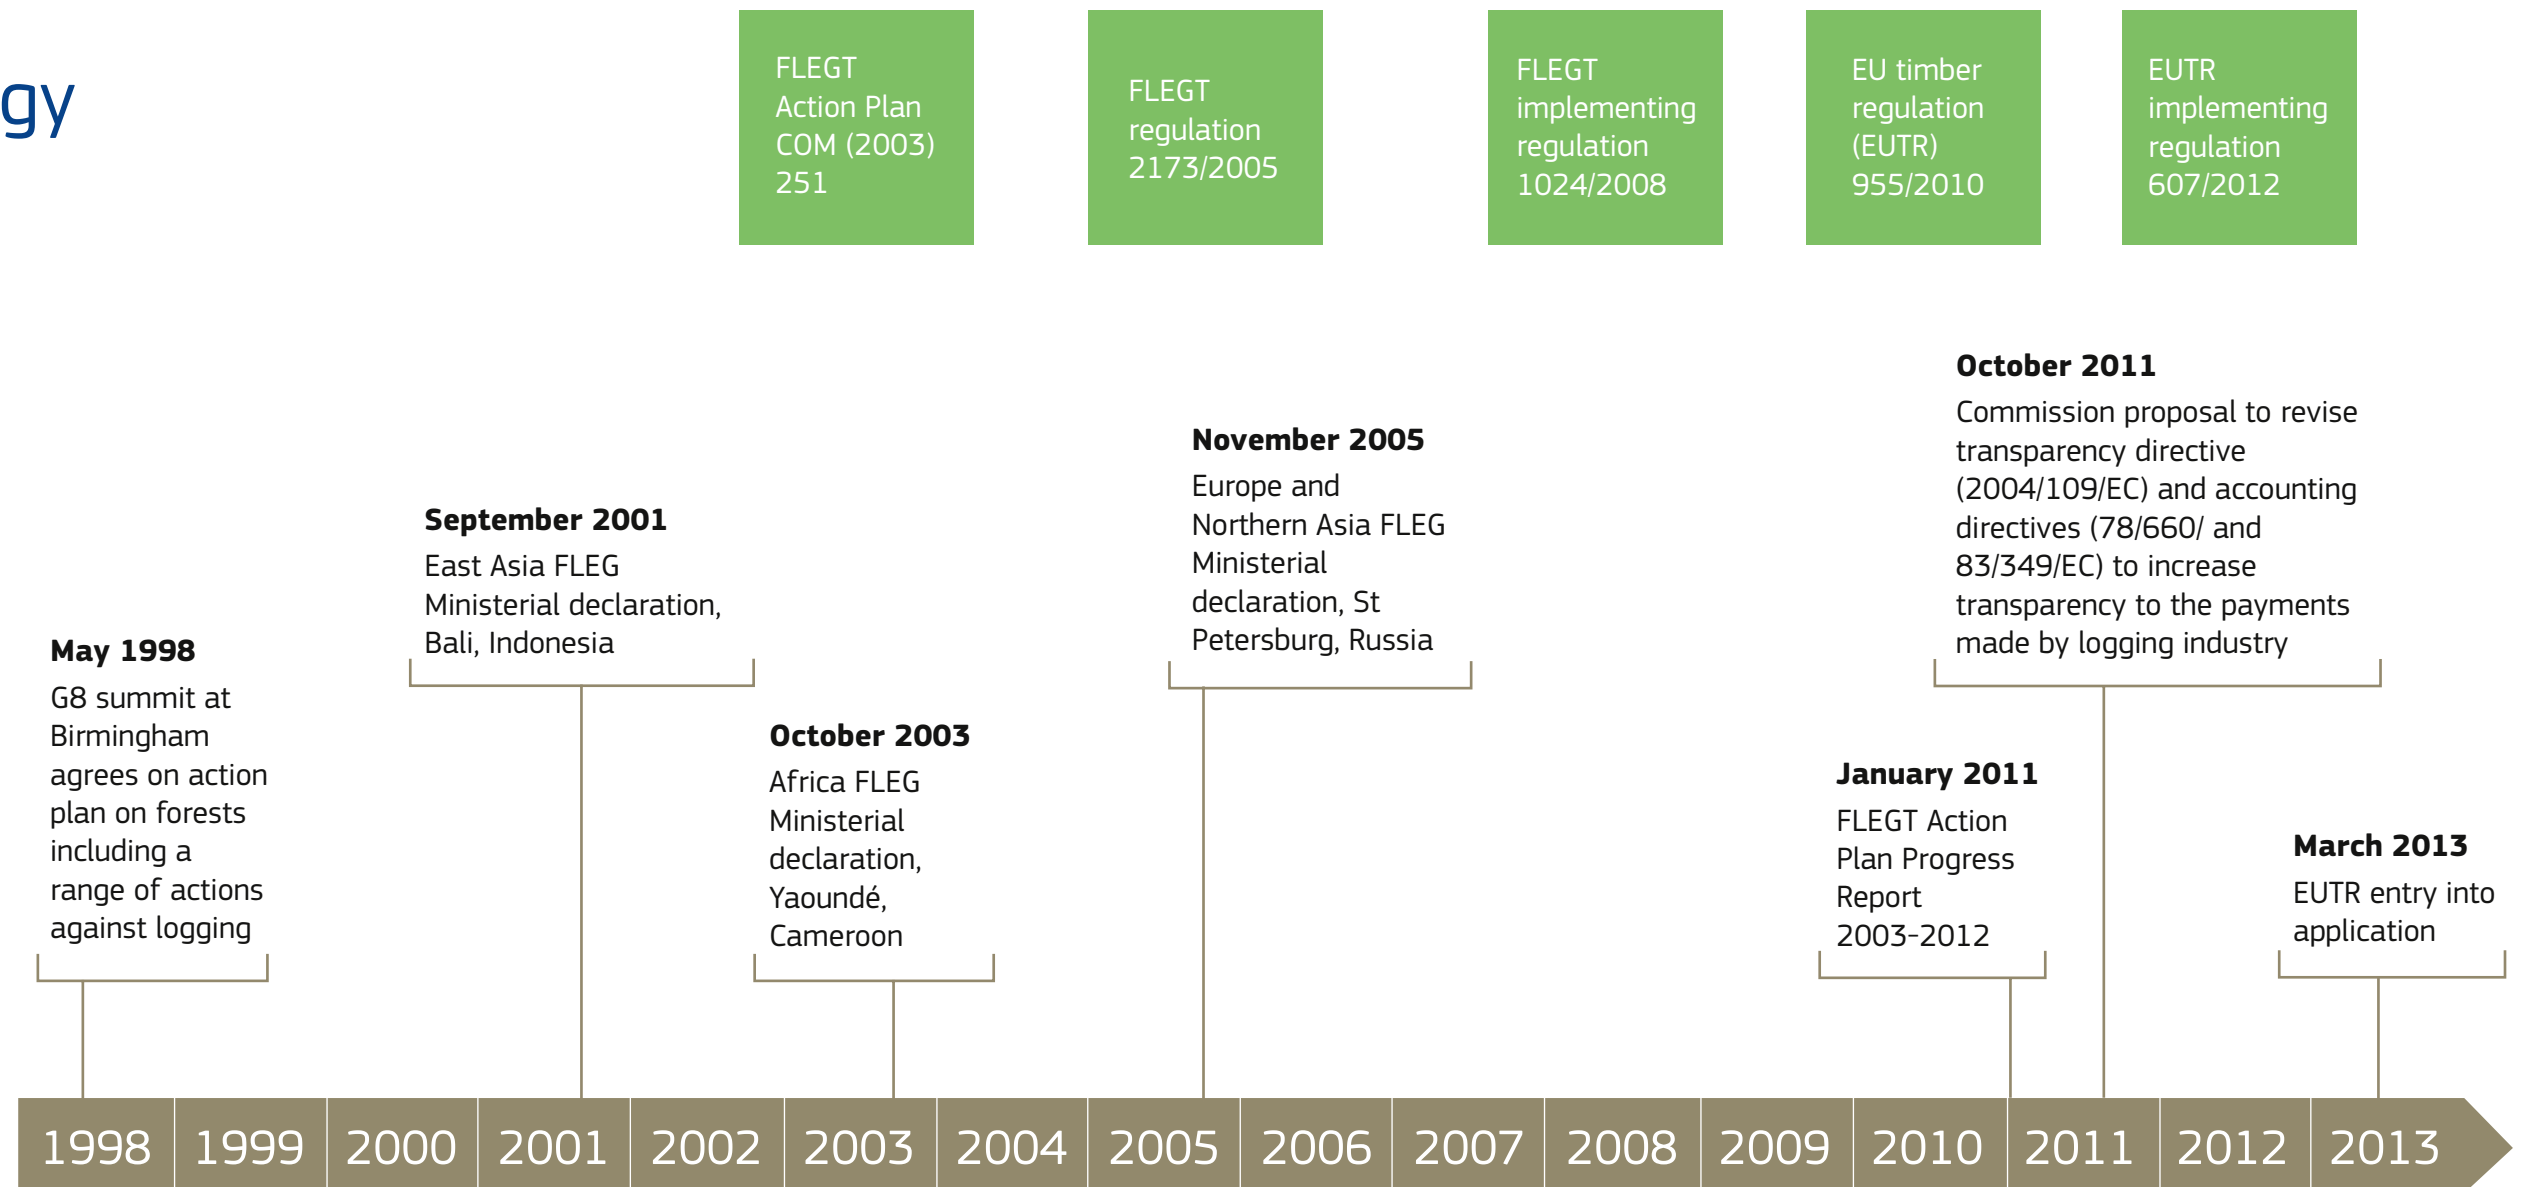 gy
FLEGT
Action Plan
COM (2003)
251
FLEGT
regulation
2173/2005
FLEGT
implementing
regulation
1024/2008
EU timber
regulation
(EUTR)
955/2010
EUTR
implementing
regulation
607/2012
May 1998
G8 summit at
Birmingham
agrees on action
plan on forests
including a
range of actions
against logging
September 2001
East Asia FLEG
Ministerial declaration,
Bali, Indonesia
October 2003
Africa FLEG
Ministerial
declaration,
Yaoundé,
Cameroon
November 2005
Europe and
Northern Asia FLEG
Ministerial
declaration, St
Petersburg, Russia
January 2011
FLEGT Action
Plan Progress
Report
2003-2012
October 2011
Commission proposal to revise
transparency directive
(2004/109/EC) and accounting
directives (78/660/ and
83/349/EC) to increase
transparency to the payments
made by logging industry
March 2013
EUTR entry into
application
1998 1999 2000 2001 2002 2003 2004 2005 2006 2007 2008 2009 2010 2011 2012 2013